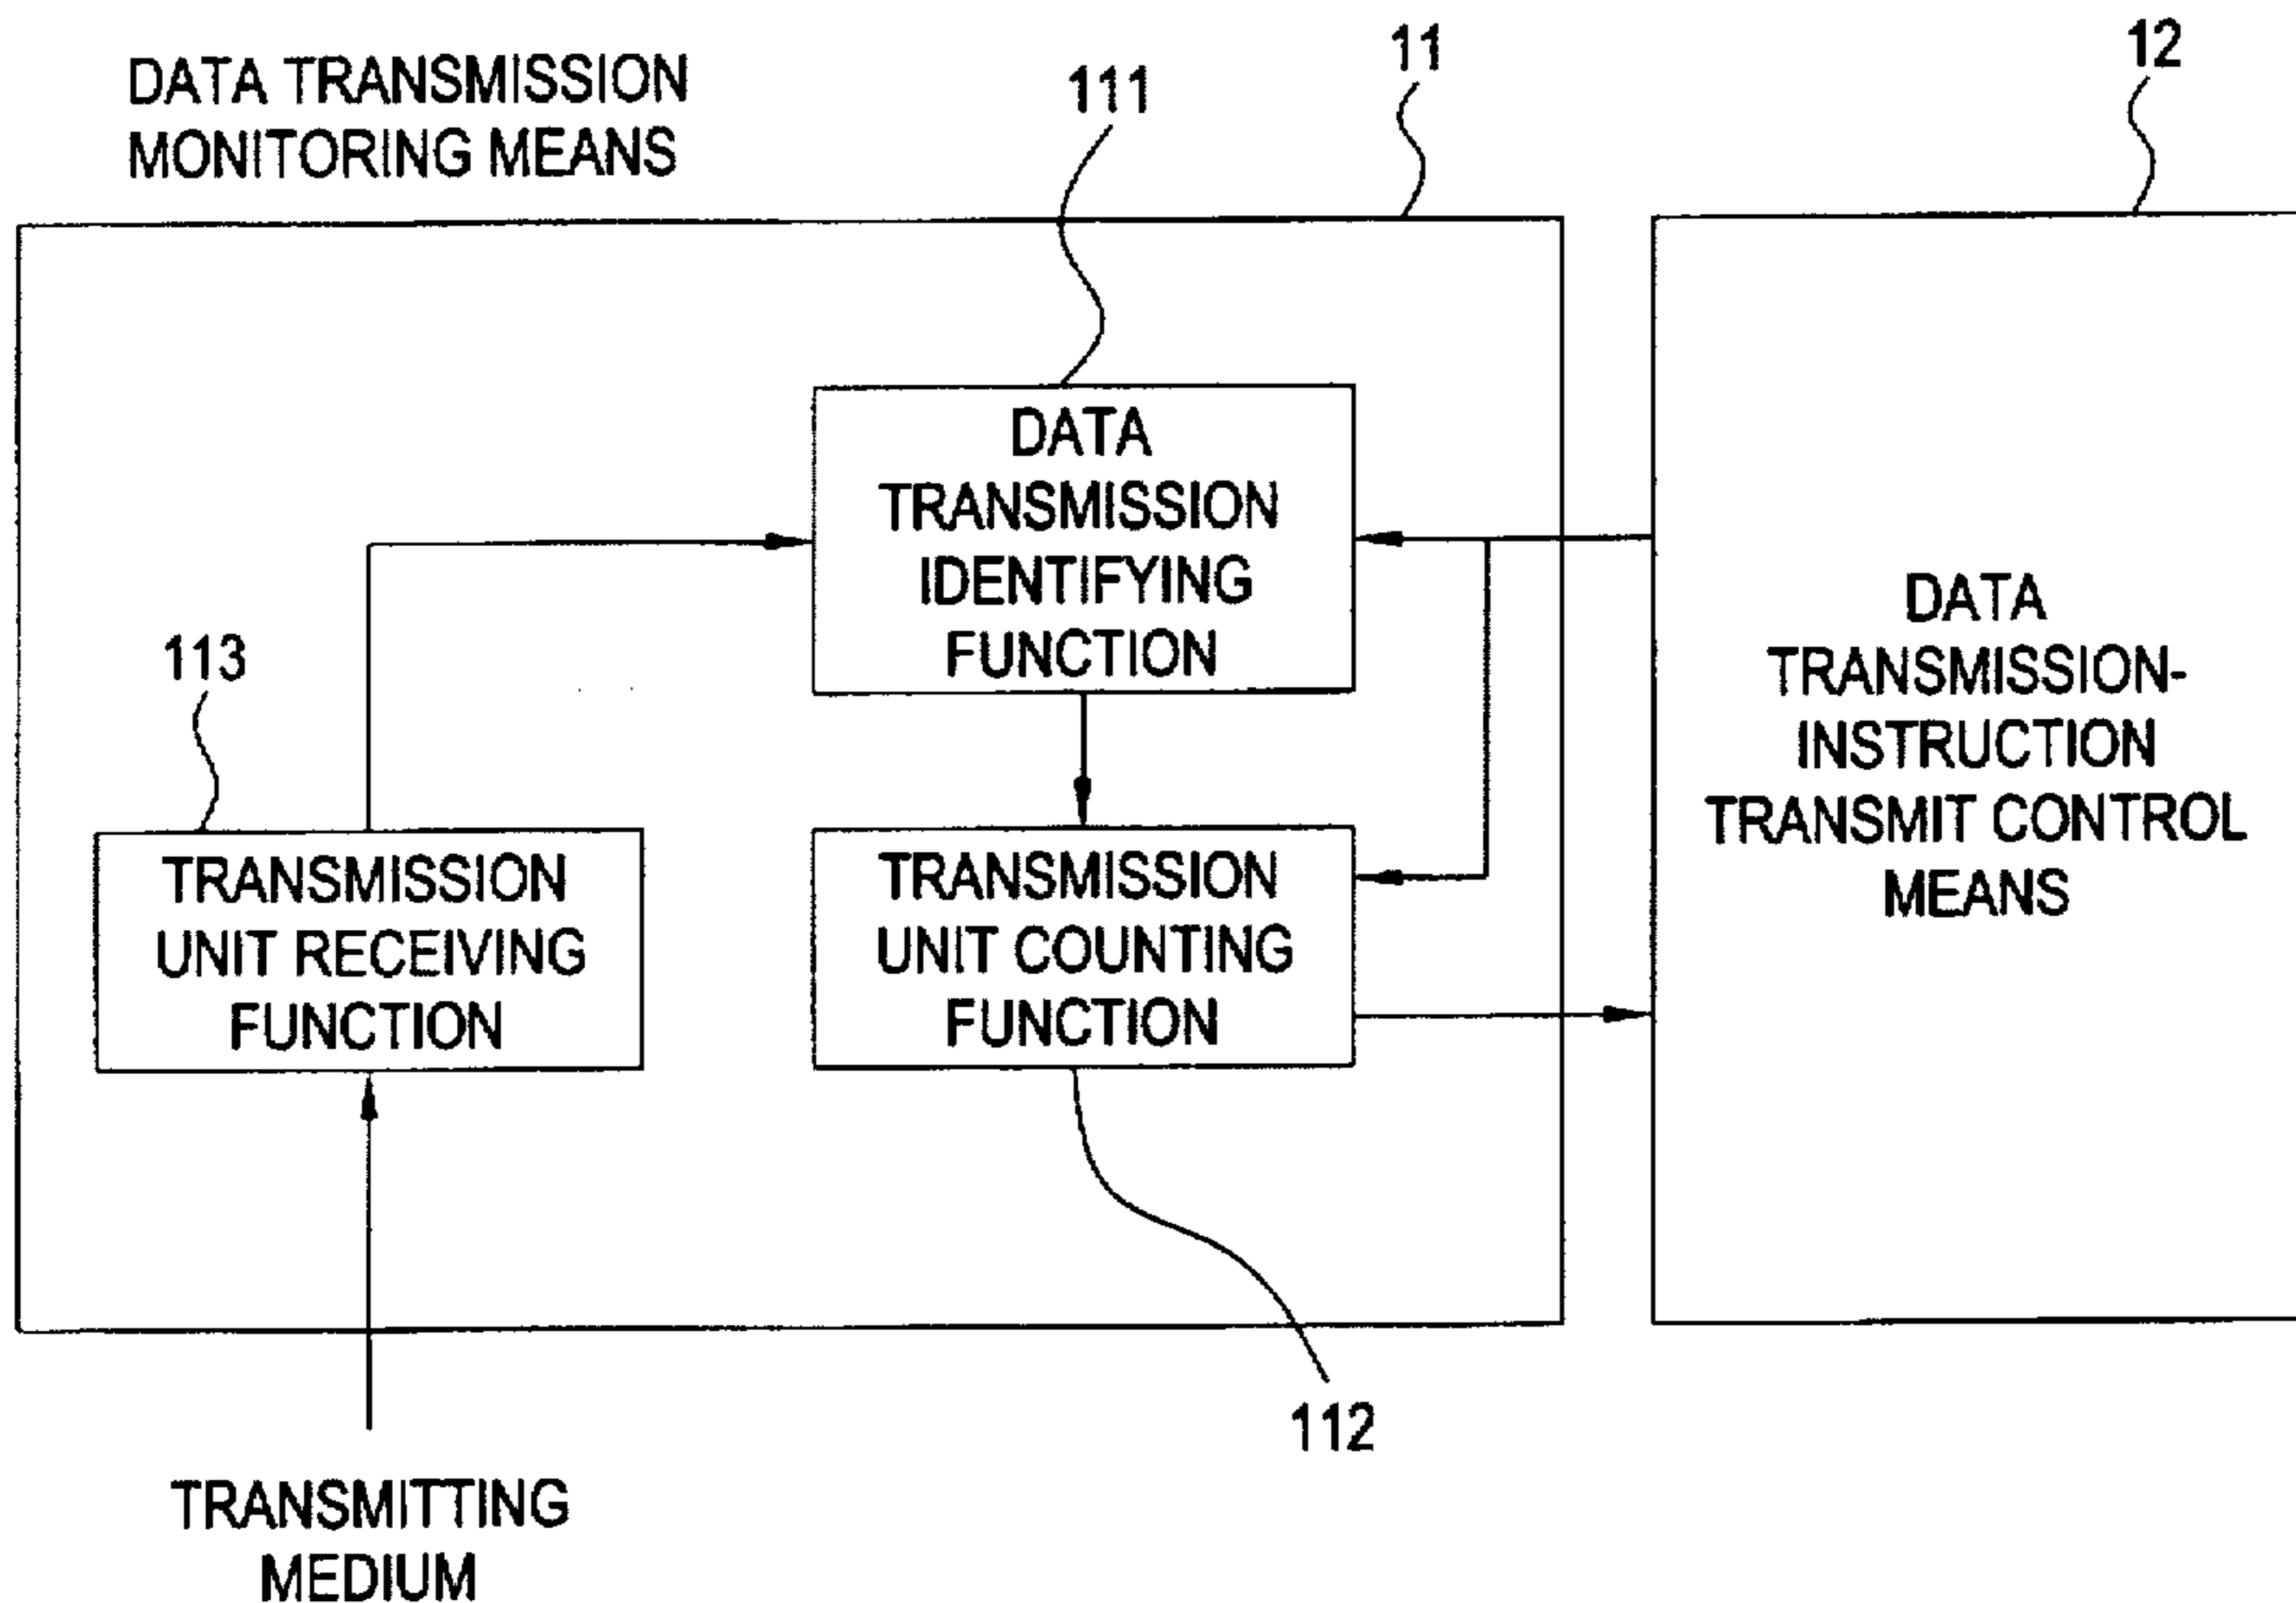 DATA TRANSMISSION
MONITORING MEANS
11
12
111
DATA
TRANSMISSION
IDENTIFYING
FUNCTION
113
TRANSMISSION
UNIT RECEIVING
FUNCTION
TRANSMISSION
UNIT COUNTING
FUNCTION
DATA
TRANSMISSION-
INSTRUCTION
TRANSMIT CONTROL
MEANS
112
TRANSMITTING
MEDIUM